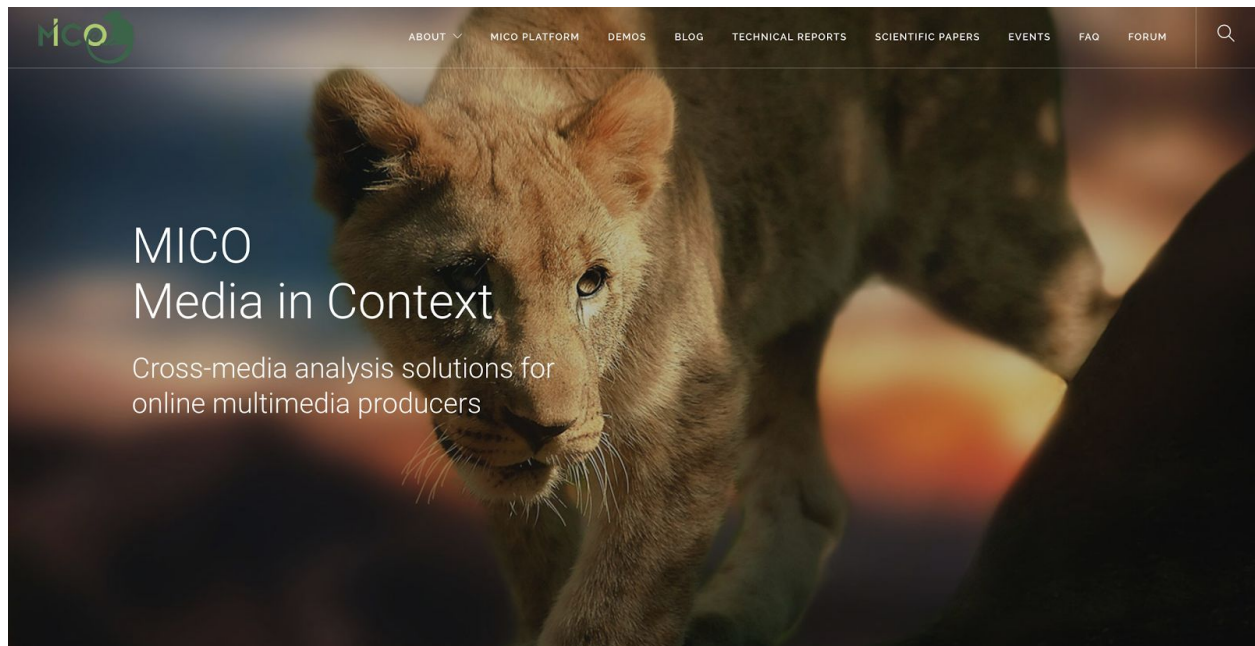 MICO
ABOUT MICO PLATFORM DEMOS BLOG TECHNICAL REPORTS SCIENTIFIC PAPERS EVENTS FAQ FORUM
MICO
Media in Context
Cross-media analysis solutions for
online multimedia producers